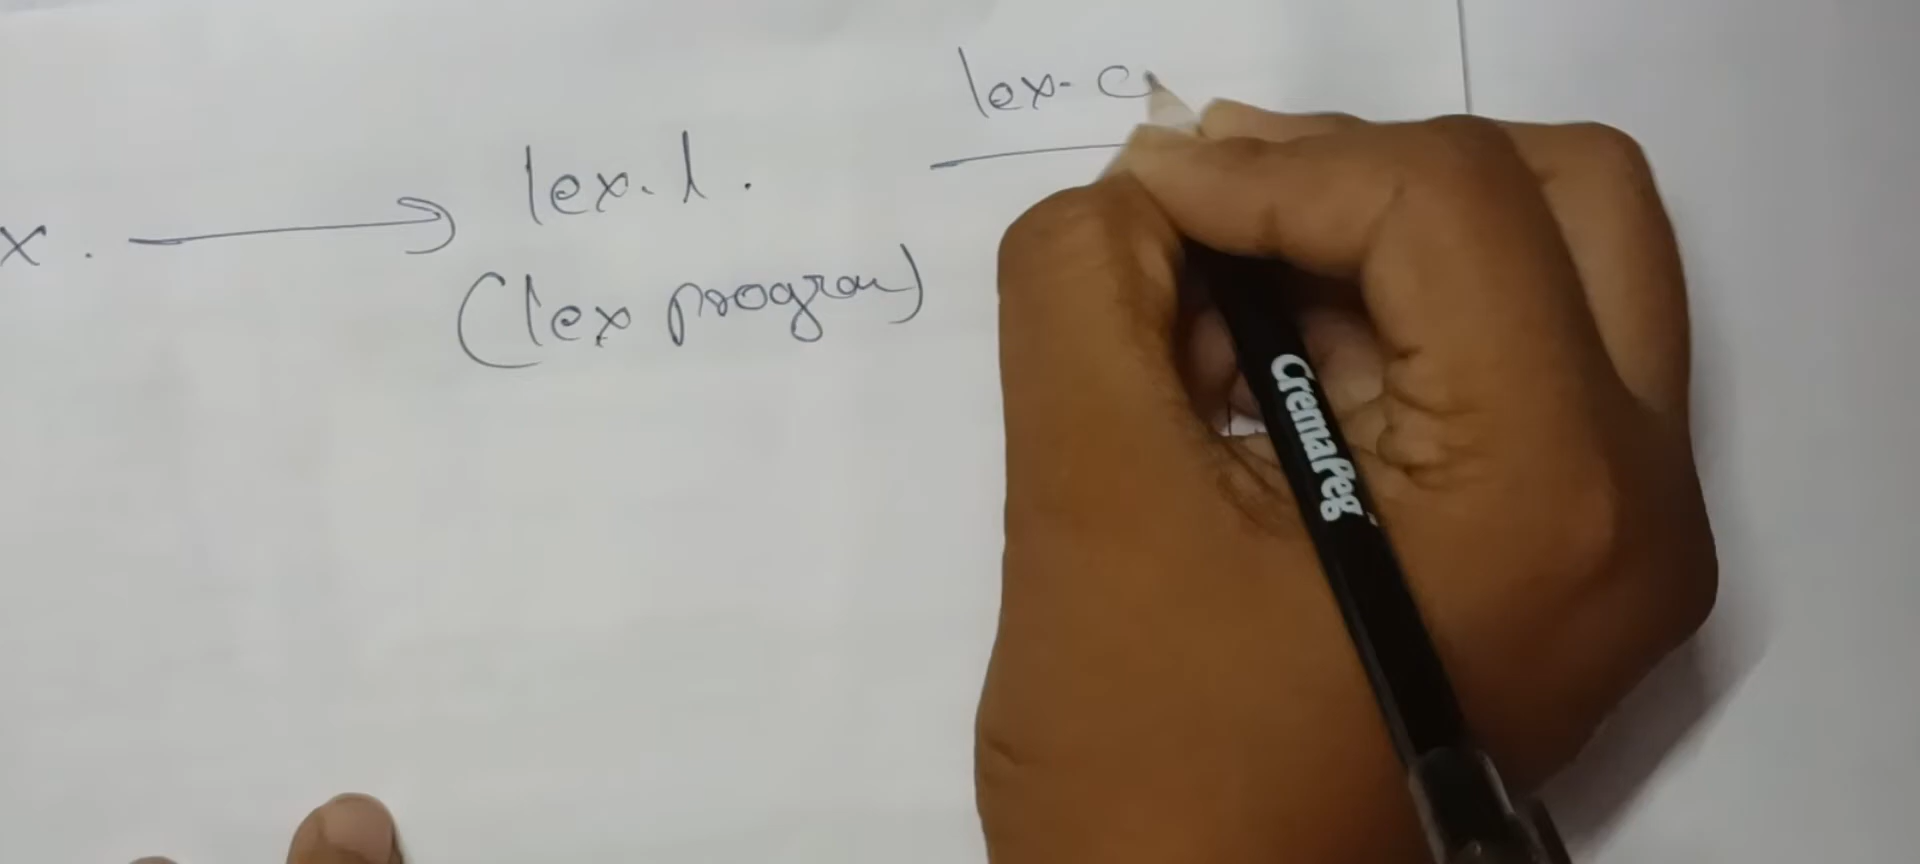 lex- c
x. → lex.l.
(lex program)
CremaPeg